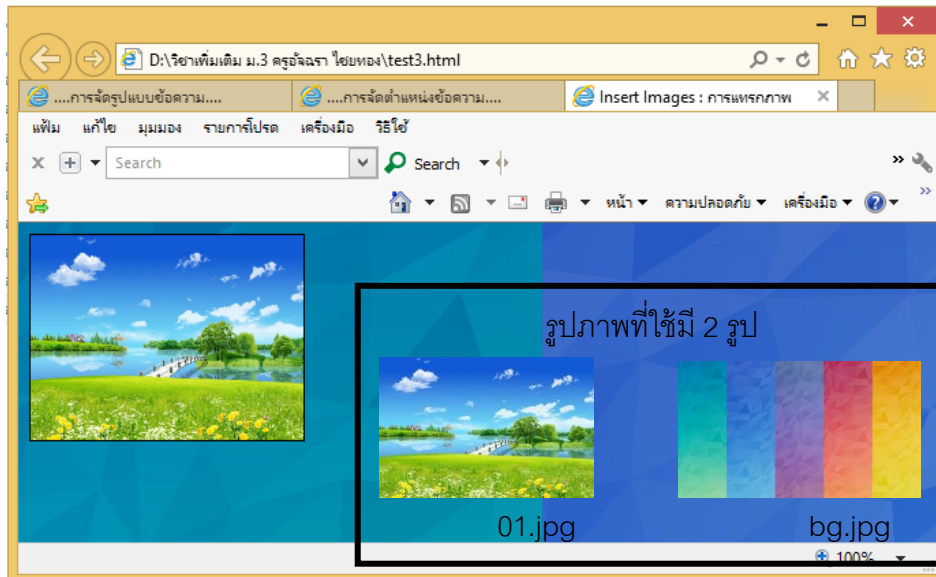 D:\วิชาเพิ่มเติม ม.3 ครูอัจฉรา ไชยทอง\test3.html
....การจัดรูปแบบข้อความ.... ....การจัดตำแหน่งข้อความ.... Insert Images : การแทรกภาพ
แฟ้ม แก้ไข มุมมอง รายการโปรด เครื่องมือ วิธีใช้
Search Search
หน้า ความปลอดภัย เครื่องมือ
รูปภาพที่ใช้มี 2 รูป
01.jpg bg.jpg
100%